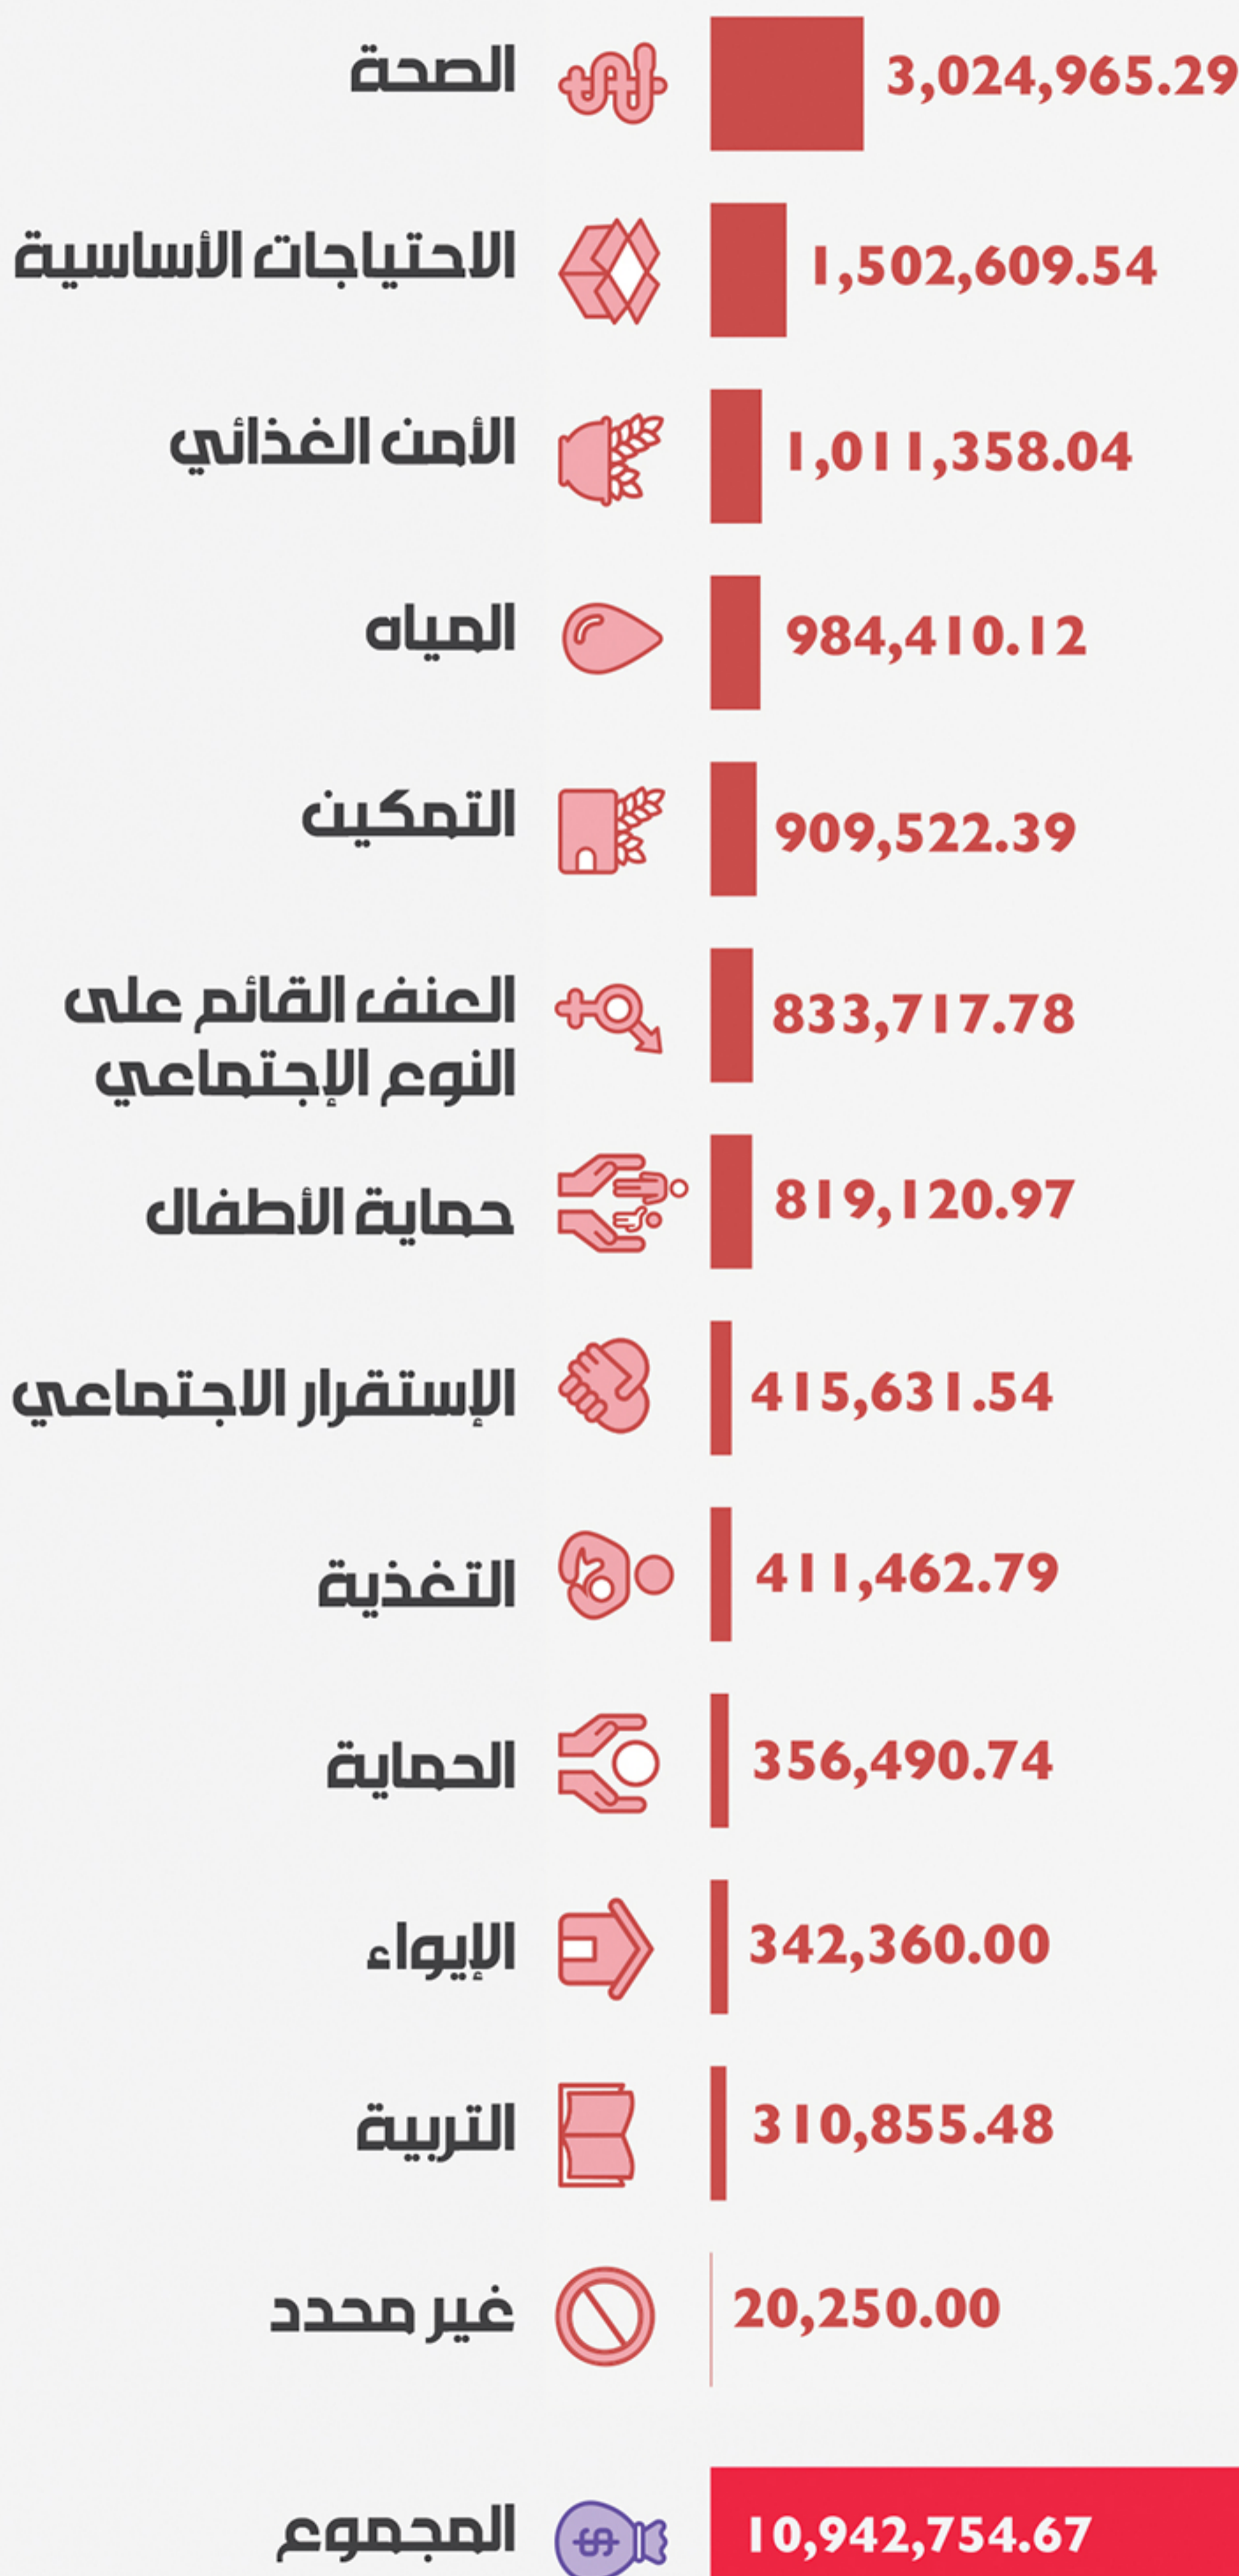 الصحة 3,024,965.29
الاحتياجات الأساسية 1,502,609.54
الأمن الغذائي 1,011,358.04
المياه 984,410.12
التمكين 909,522.39
العنف القائم على
النوع الإجتماعي 833,717.78
حماية الأطفال 819,120.97
الإستقرار الاجتماعي 415,631.54
التغذية 411,462.79
الحماية 356,490.74
الإيواء 342,360.00
التربية 310,855.48
غير محدد 20,250.00
المجموع $ 10,942,754.67